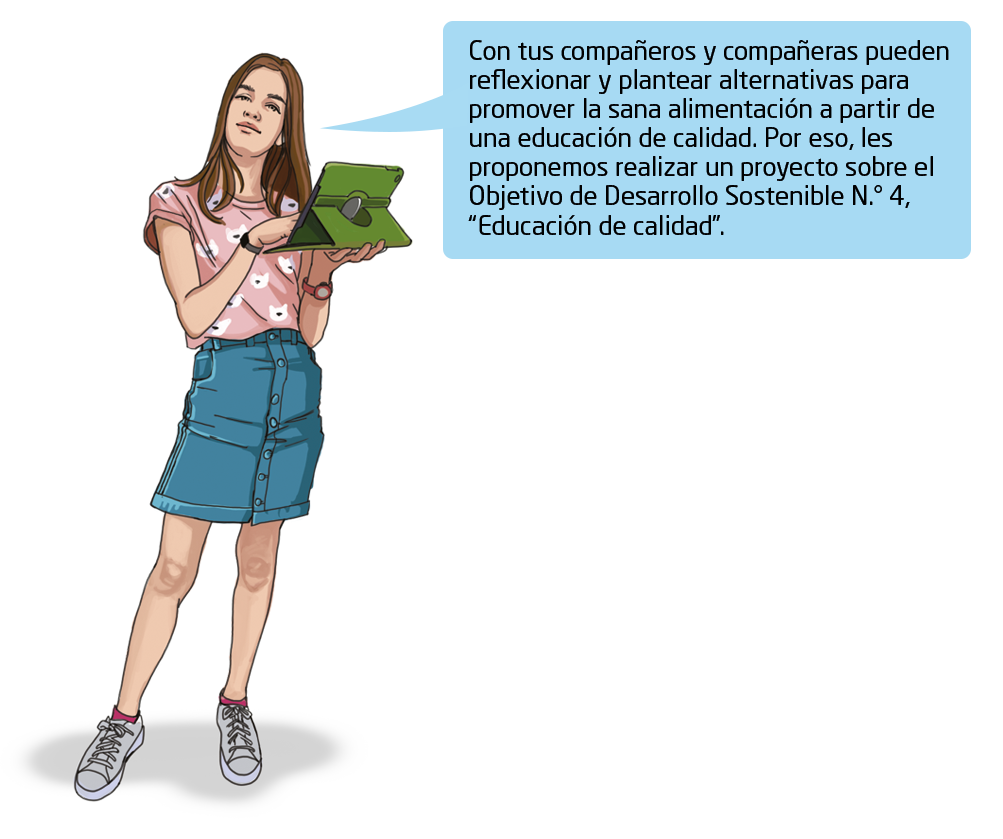 Con tus compañeros y compañeras pueden
reflexionar y plantear alternativas para
promover la sana alimentación a partir de
una educación de calidad. Por eso, les
proponemos realizar un proyecto sobre el
Objetivo de Desarrollo Sostenible N.° 4,
“Educación de calidad”.